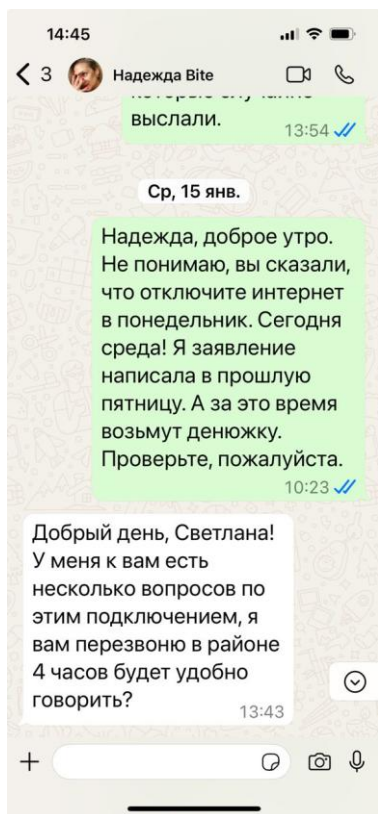 14:45
3 Надежда Bite
выслали.
13:54
Ср, 15 янв.
Надежда, доброе утро.
Не понимаю, вы сказали,
что отключите интернет
в понедельник. Сегодня
среда! Я заявление
написала в прошлую
пятницу. А за это время
возьмут денюжку.
Проверьте, пожалуйста.
10:23
Добрый день, Светлана!
У меня к вам есть
несколько вопросов по
этим подключением, я
вам перезвоню в районе
4 часов будет удобно
говорить?
13:43